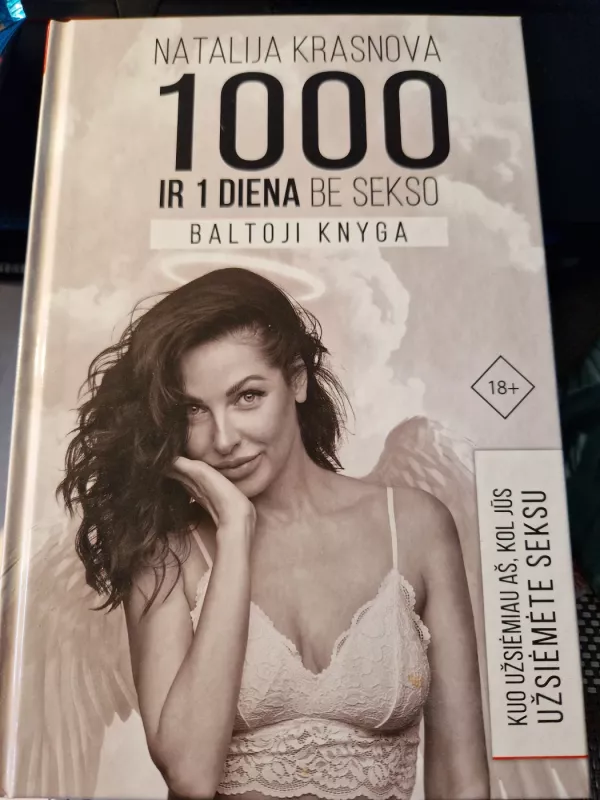 NATALIJA KRASNOVA
1000
IR 1 DIENA BE SEKSO
BALTOJI KNYGA
18+
KUO UŽSIĖMIAU AŠ, KOL JŪS
UŽSIĖMĖTE SEKSU